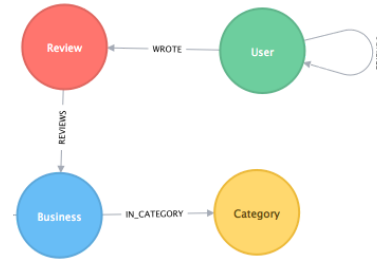 Review
WROTE
User
REVIEWS
Business
IN_CATEGORY
Category